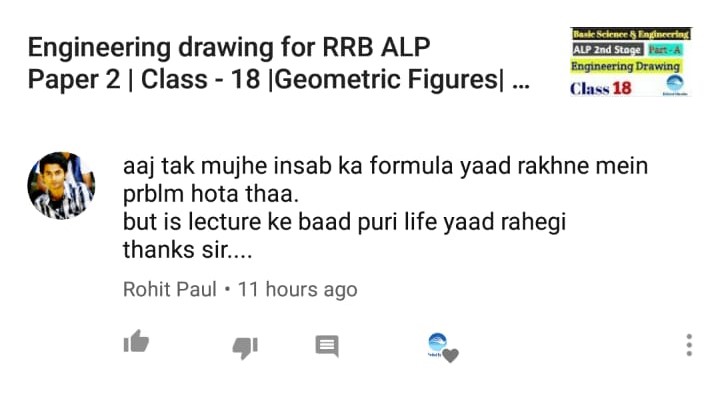 Engineering drawing for RRB ALP
Paper 2 | Class - 18 |Geometric Figures| ...
Basic Science & Engineering
ALP 2nd Stage Part-A
Engineering Drawing
Class 18
aaj tak mujhe insab ka formula yaad rakhne mein
prblm hota thaa.
but is lecture ke baad puri life yaad rahegi
thanks sir....
Rohit Paul • 11 hours ago